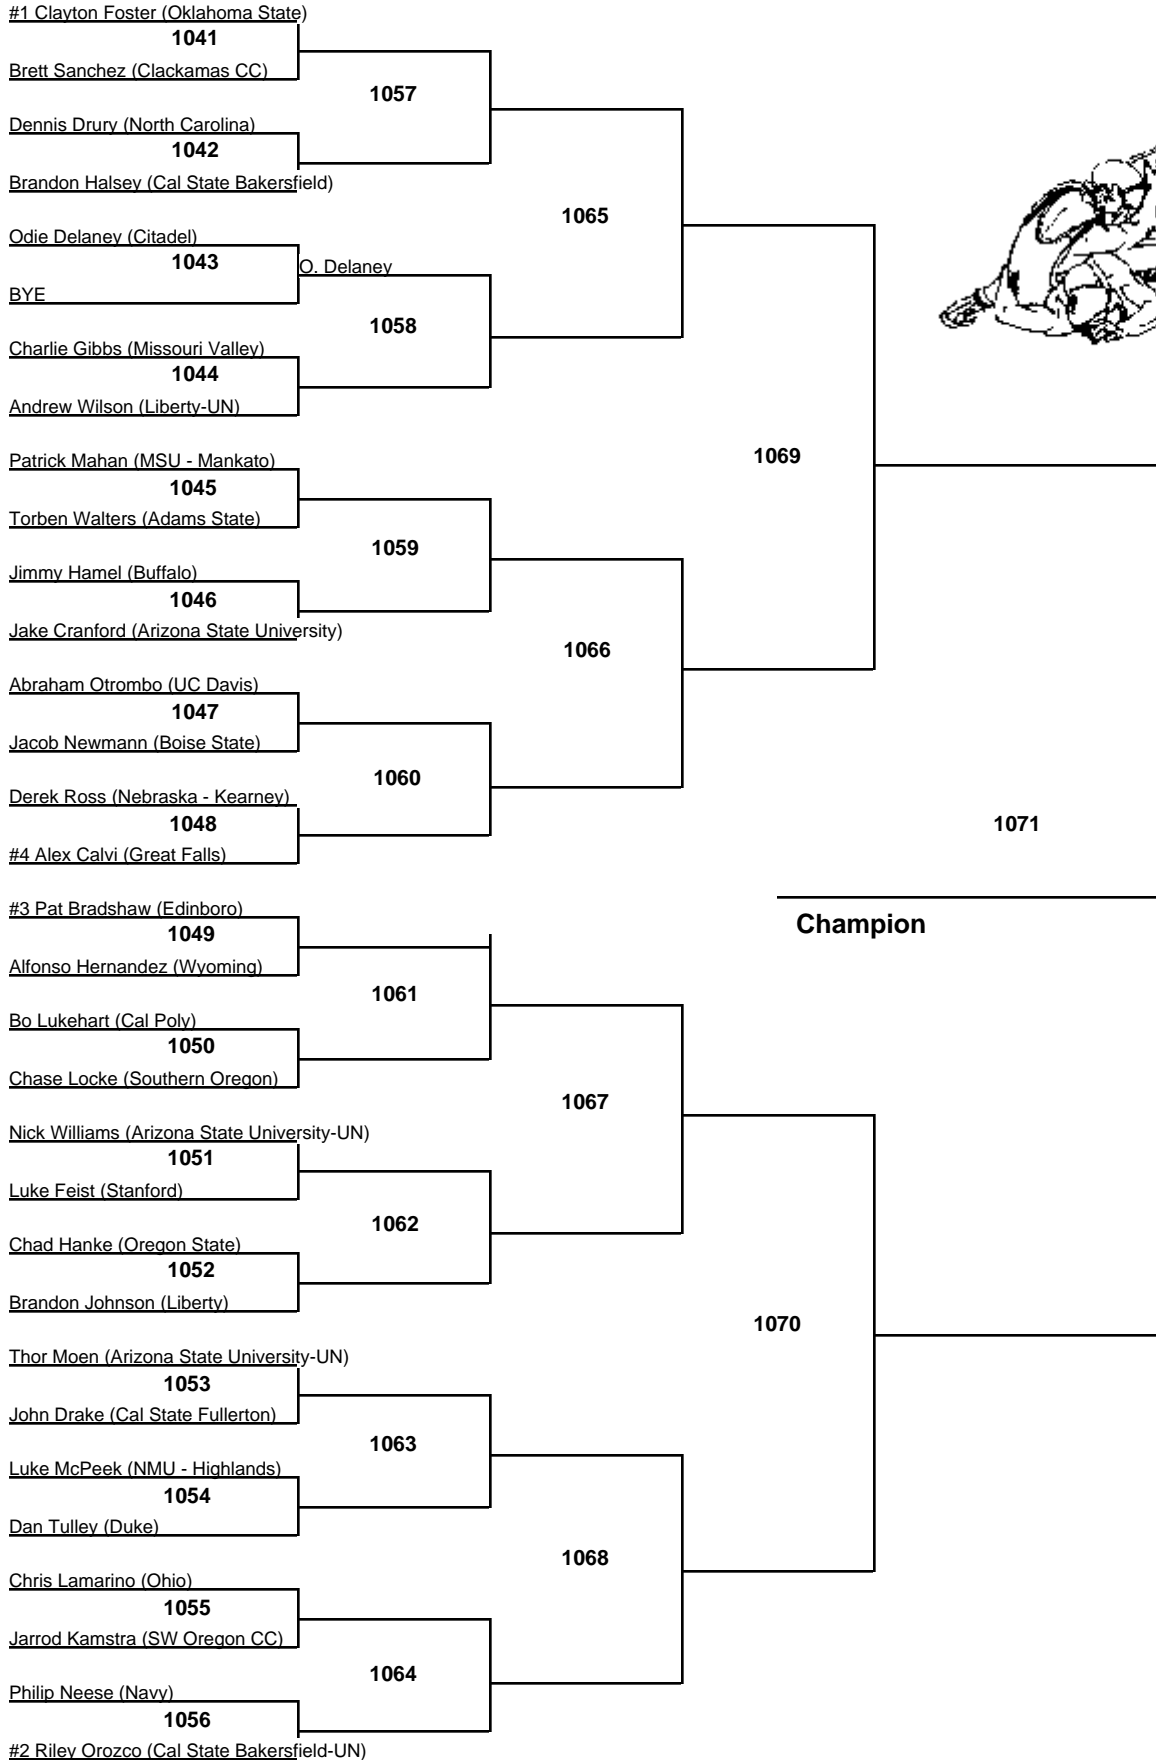 #1 Clayton Foster (Oklahoma State)
1041
Brett Sanchez (Clackamas CC)
1057
Dennis Drury (North Carolina)
1042
Brandon Halsey (Cal State Bakersfield)
1065
Odie Delaney (Citadel)
1043
O. Delaney
BYE
1058
Charlie Gibbs (Missouri Valley)
1044
Andrew Wilson (Liberty-UN)
1069
Patrick Mahan (MSU - Mankato)
1045
Torben Walters (Adams State)
1059
Jimmy Hamel (Buffalo)
1046
Jake Cranford (Arizona State University)
1066
Abraham Otrombo (UC Davis)
1047
Jacob Newmann (Boise State)
1060
Derek Ross (Nebraska - Kearney)
1048
#4 Alex Calvi (Great Falls)
1071
Champion
#3 Pat Bradshaw (Edinboro)
1049
Alfonso Hernandez (Wyoming)
1061
Bo Lukehart (Cal Poly)
1050
Chase Locke (Southern Oregon)
1067
Nick Williams (Arizona State University-UN)
1051
Luke Feist (Stanford)
1062
Chad Hanke (Oregon State)
1052
Brandon Johnson (Liberty)
1070
Thor Moen (Arizona State University-UN)
1053
John Drake (Cal State Fullerton)
1063
Luke McPeek (NMU - Highlands)
1054
Dan Tulley (Duke)
1068
Chris Lamarino (Ohio)
1055
Jarrod Kamstra (SW Oregon CC)
1064
Philip Neese (Navy)
1056
#2 Riley Orozco (Cal State Bakersfield-UN)